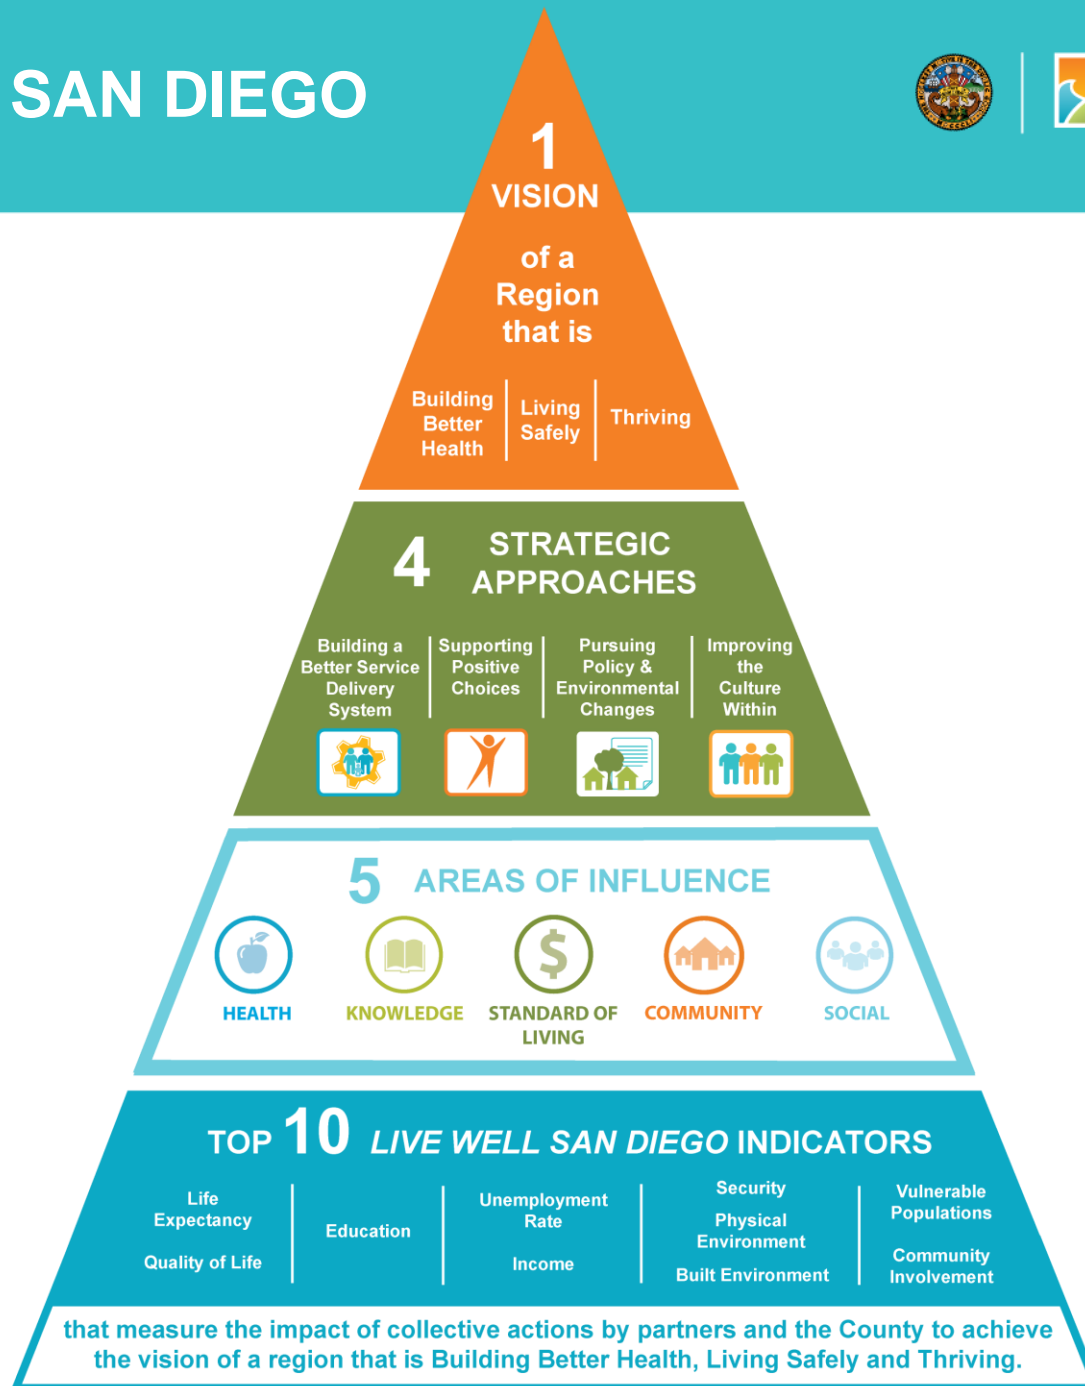 SAN DIEGO
1
VISION
of a
Region
that is
Building
Better
Health
Living
Safely
Thriving
4
STRATEGIC
APPROACHES
Building a
Better Service
Delivery
System
Supporting
Positive
Choices
Pursuing
Policy &
Environmental
Changes
Improving
the
Culture
Within
5 AREAS OF INFLUENCE
HEALTH
KNOWLEDGE
STANDARD OF
LIVING
COMMUNITY
SOCIAL
TOP 10 LIVE WELL SAN DIEGO INDICATORS
Life
Expectancy
Quality of Life
Education
Unemployment
Rate
Income
Security
Physical
Environment
Built Environment
Vulnerable
Populations
Community
Involvement
that measure the impact of collective actions by partners and the County to achieve
the vision of a region that is Building Better Health, Living Safely and Thriving.